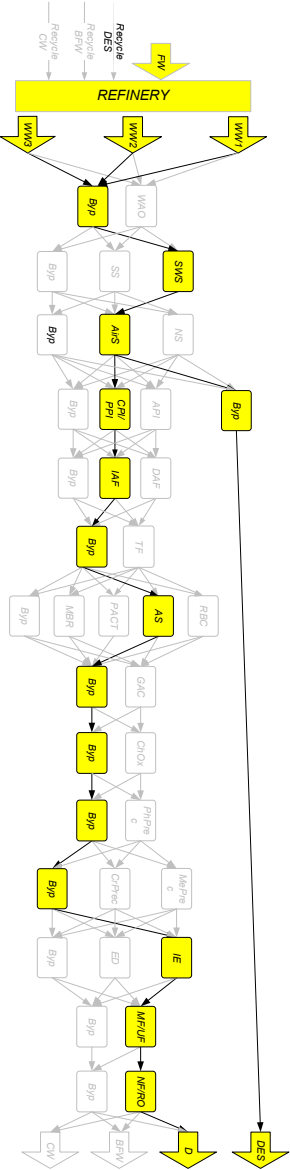 Recycle
CW
Recycle
BFW
Recycle
DES
FW
REFINERY
WW3
WW2
WW1
Byp
WAO
Byp
SS
SWS
Byp
AirS
NS
Byp
CPI/
PPI
API
Byp
Byp
IAF
DAF
Byp
TF
Byp
MBR
PACT
AS
RBC
Byp
GAC
Byp
ChOx
Byp
PhPre
c
Byp
CrPrec
MePre
c
Byp
ED
IE
Byp
MF/UF
Byp
NF/RO
CW
BFW
D
DES